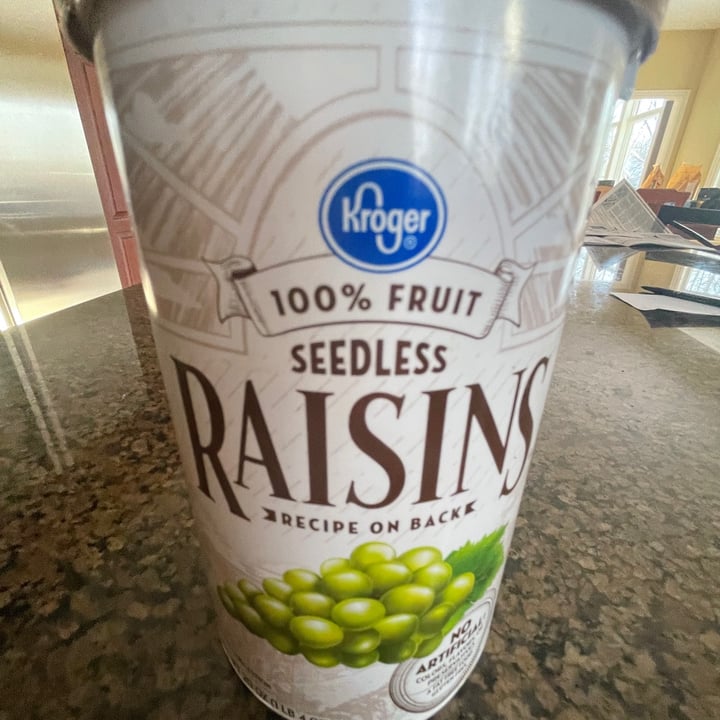 Kroger
100% FRUIT
SEEDLESS
RAISINS
RECIPE ON BACK
NO
ARTIFICIAL